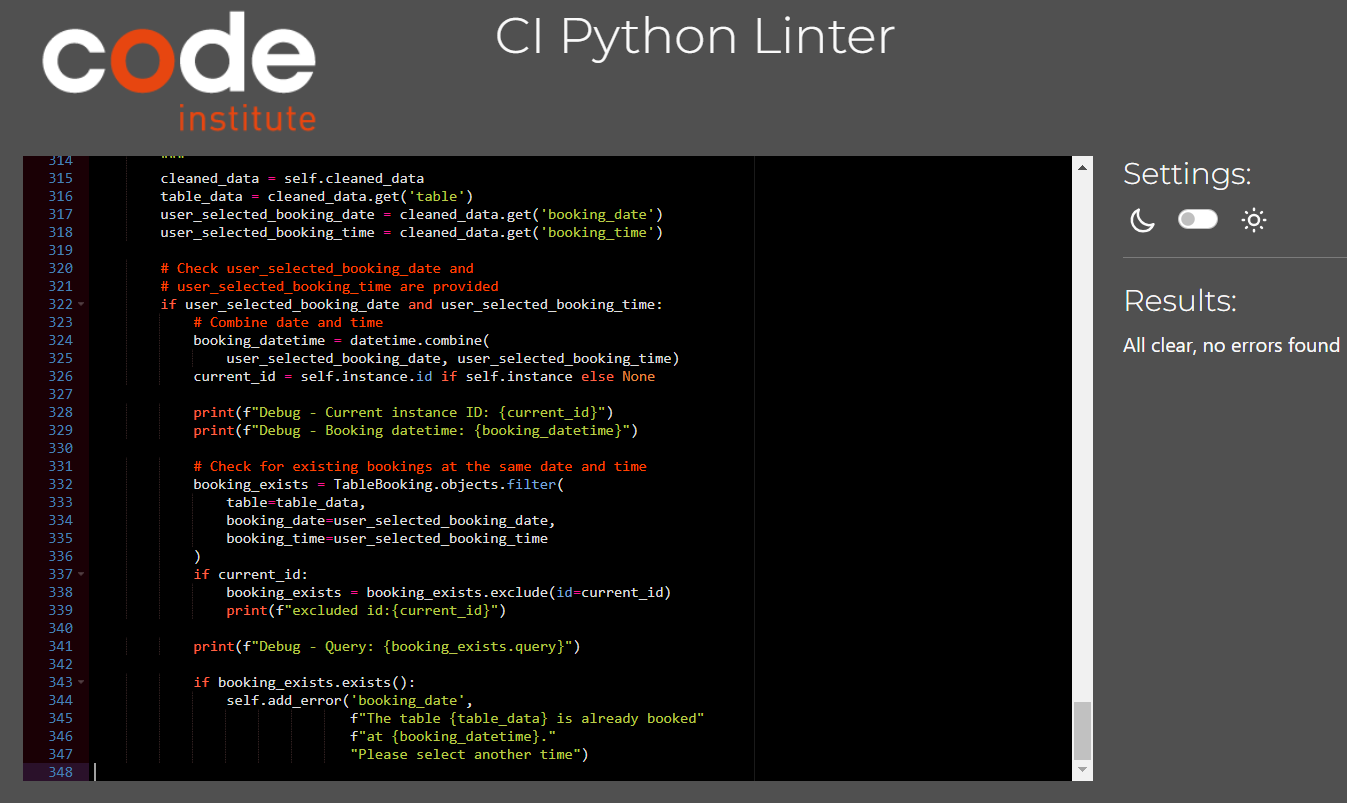 code
institute
CI Python Linter
314 """
315 cleaned_data = self.cleaned_data
316 table_data = cleaned_data.get('table')
317 user_selected_booking_date = cleaned_data.get('booking_date')
318 user_selected_booking_time = cleaned_data.get('booking_time')
319
320 # Check user_selected_booking_date and
321 # user_selected_booking_time are provided
322 if user_selected_booking_date and user_selected_booking_time:
323 # Combine date and time
324 booking_datetime = datetime.combine(
325 user_selected_booking_date, user_selected_booking_time)
326 current_id = self.instance.id if self.instance else None
327
328 print(f"Debug - Current instance ID: {current_id}")
329 print(f"Debug - Booking datetime: {booking_datetime}")
330
331 # Check for existing bookings at the same date and time
332 booking_exists = TableBooking.objects.filter(
333 table=table_data,
334 booking_date=user_selected_booking_date,
335 booking_time=user_selected_booking_time
336 )
337 if current_id:
338 booking_exists = booking_exists.exclude(id=current_id)
339 print(f"excluded id:{current_id}")
340
341 print(f"Debug - Query: {booking_exists.query}")
342
343 if booking_exists.exists():
344 self.add_error('booking_date',
345 f"The table {table_data} is already booked"
346 f"at {booking_datetime}."
347 "Please select another time")
348
Settings:
Results:
All clear, no errors found